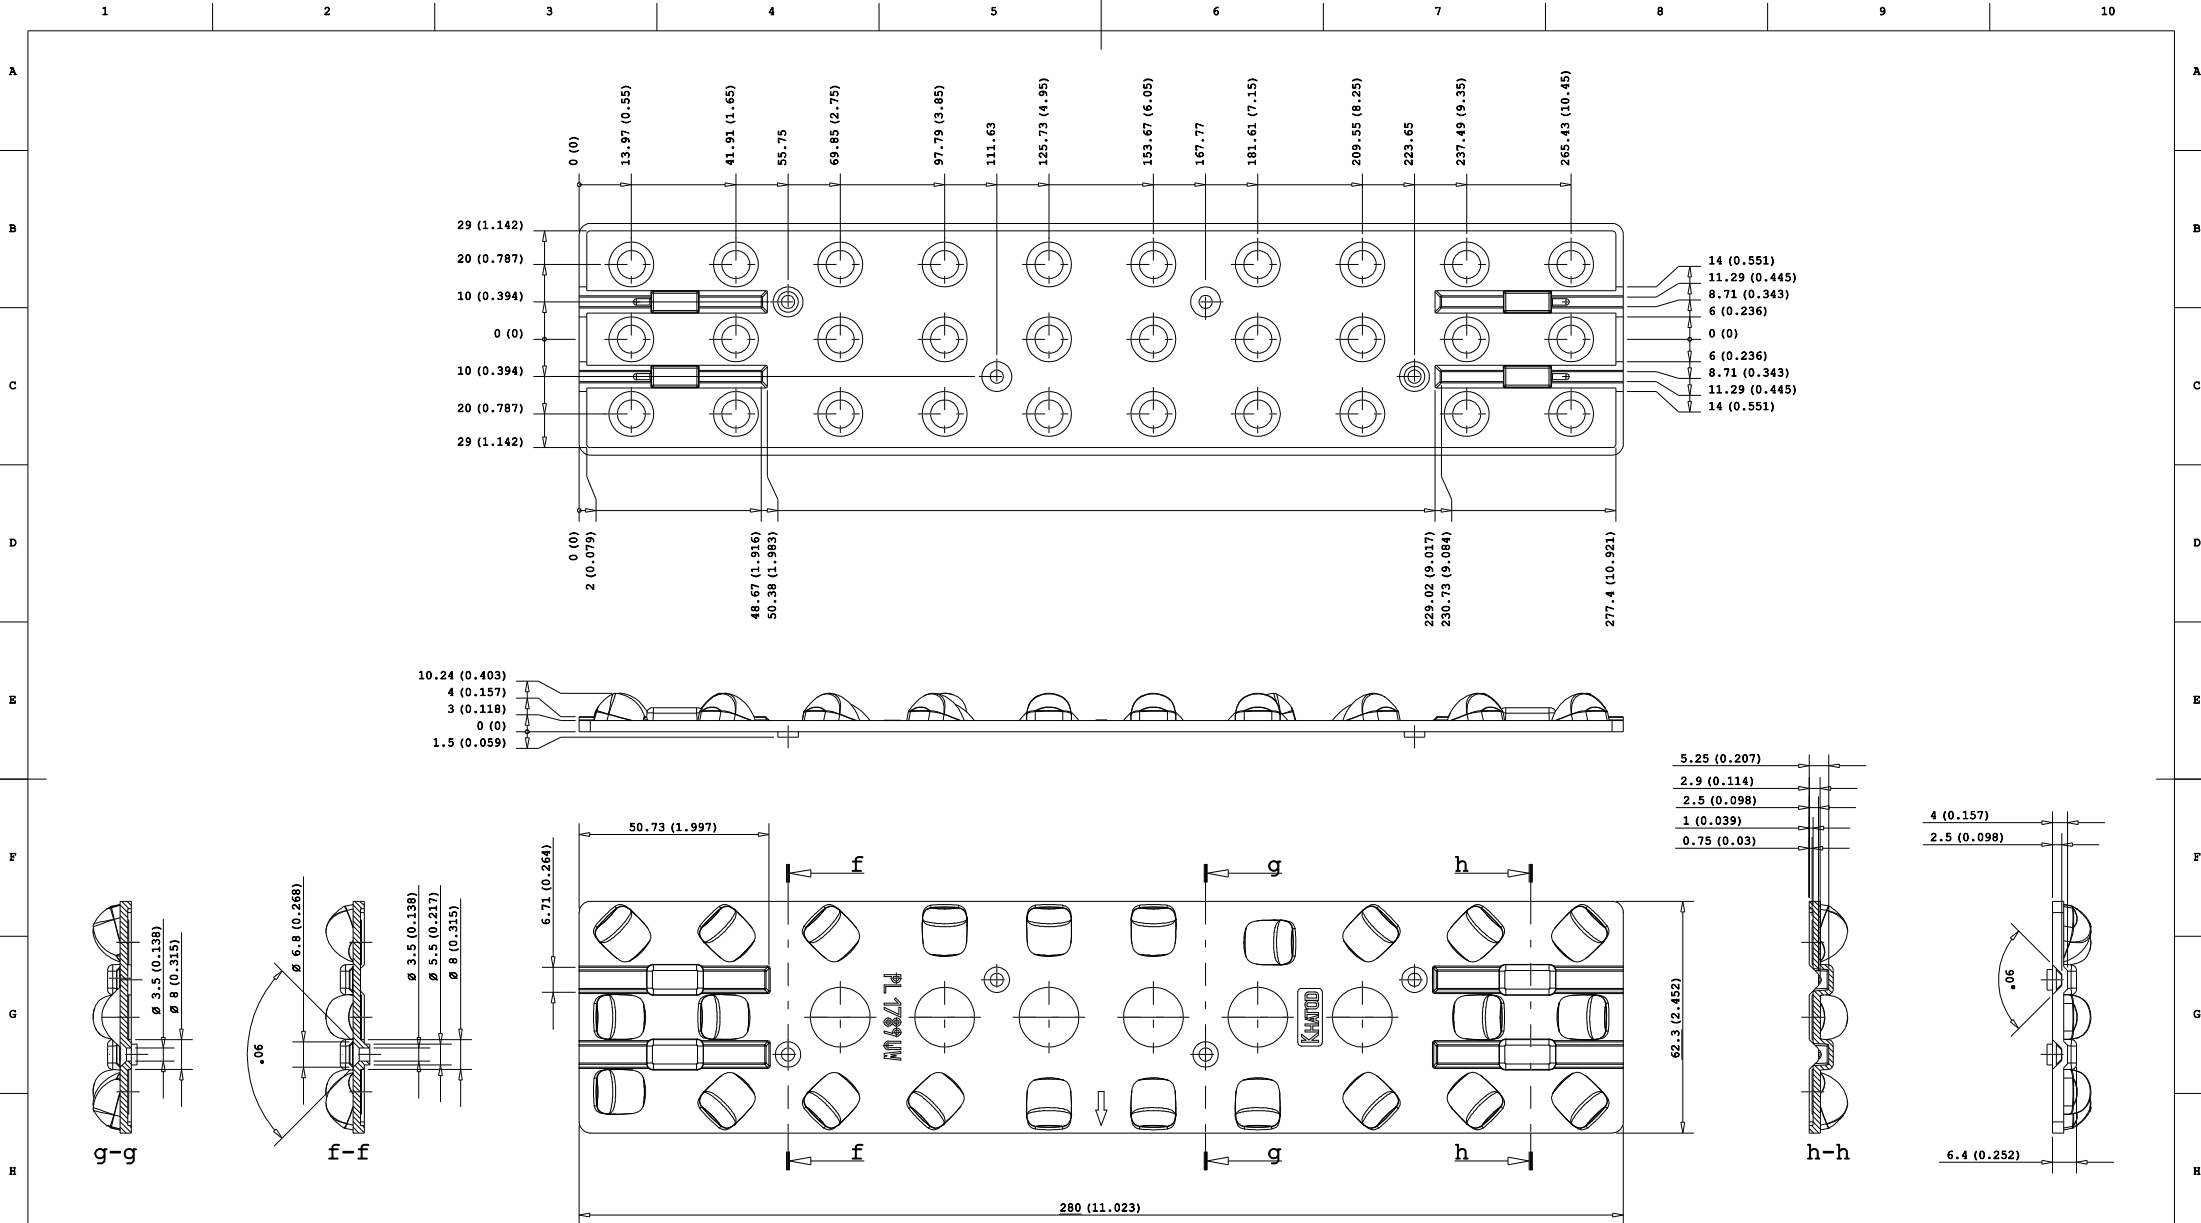 1 2 3 4 5 6 7 8 9 10
A A
B B
C C
D D
E E
F F
G G
H H
0 (0)
13.97 (0.55)
41.91 (1.65)
55.75
69.85 (2.75)
97.79 (3.85)
111.63
125.73 (4.95)
153.67 (6.05)
167.77
181.61 (7.15)
209.55 (8.25)
223.65
237.49 (9.35)
265.43 (10.45)
29 (1.142)
20 (0.787)
10 (0.394)
0 (0)
10 (0.394)
20 (0.787)
29 (1.142)
14 (0.551)
11.29 (0.445)
8.71 (0.343)
6 (0.236)
0 (0)
6 (0.236)
8.71 (0.343)
11.29 (0.445)
14 (0.551)
0 (0)
2 (0.079)
48.67 (1.916)
50.38 (1.983)
229.02 (9.017)
230.73 (9.084)
277.4 (10.921)
10.24 (0.403)
4 (0.157)
3 (0.118)
0 (0)
1.5 (0.059)
5.25 (0.207)
2.9 (0.114)
2.5 (0.098)
1 (0.039)
0.75 (0.03)
4 (0.157)
2.5 (0.098)
50.73 (1.997)
6.71 (0.264)
f g h
Ø 3.5 (0.138)
Ø 8 (0.315)
Ø 6.8 (0.268)
Ø 3.5 (0.138)
Ø 5.5 (0.217)
Ø 8 (0.315)
90°
PL1789UW
KHATOD
62.3 (2.452)
90°
g-g
f-f
f g h
h-h
6.4 (0.252)
280 (11.023)